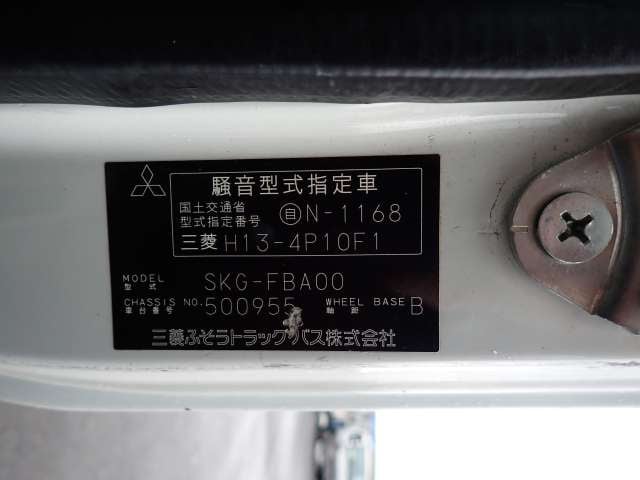 騒音型式指定車
国土交通省
型式指定番号 自 N-1168
三菱 H13-4P10F1
MODEL SKG-FBA00
型式
CHASSIS NO. 500955 WHEEL BASE B
車台番号 軸距
三菱ふそうトラック・バス株式会社